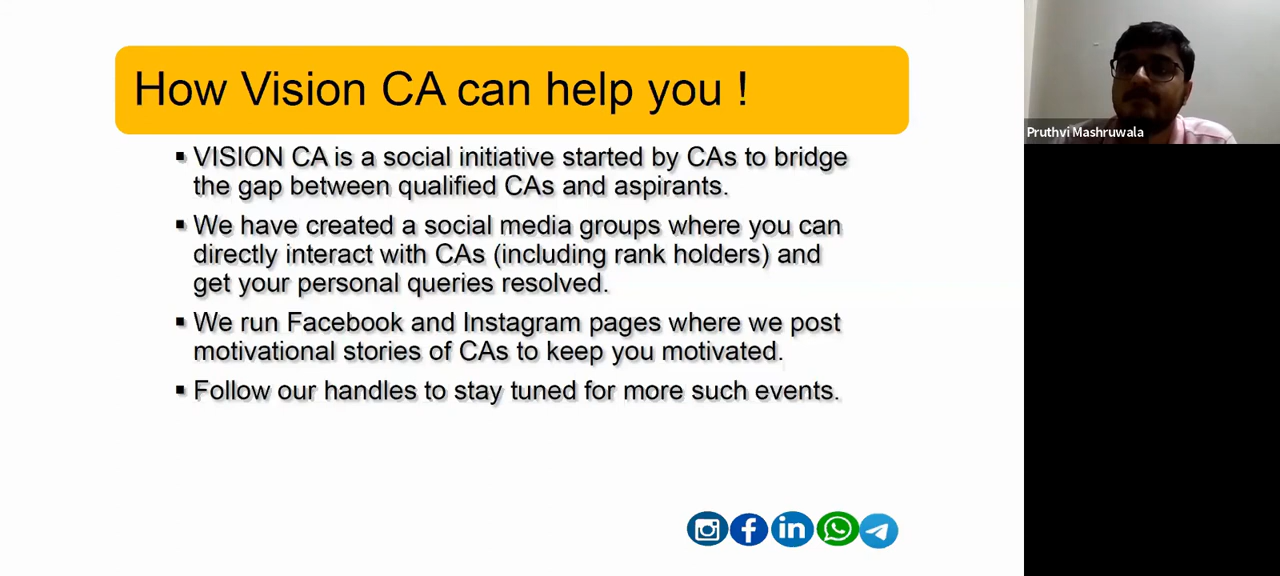 How Vision CA can help you !
▪ VISION CA is a social initiative started by CAs to bridge
the gap between qualified CAs and aspirants.
▪ We have created a social media groups where you can
directly interact with CAs (including rank holders) and
get your personal queries resolved.
▪ We run Facebook and Instagram pages where we post
motivational stories of CAs to keep you motivated.
▪ Follow our handles to stay tuned for more such events.
Pruthvi Mashruwala